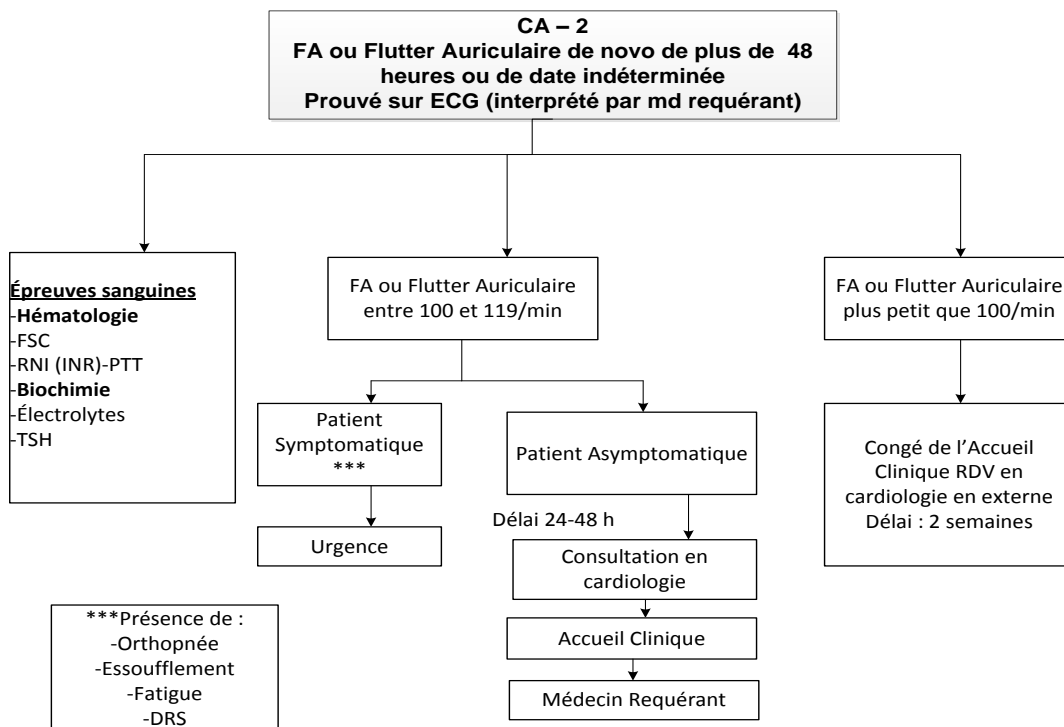 CA – 2
FA ou Flutter Auriculaire de novo de plus de 48
heures ou de date indéterminée
Prouvé sur ECG (interprété par md requérant)
Épreuves sanguines
-Hématologie
-FSC
-RNI (INR)-PTT
-Biochimie
-Électrolytes
-TSH
FA ou Flutter Auriculaire
entre 100 et 119/min
FA ou Flutter Auriculaire
plus petit que 100/min
Patient
Symptomatique
***
Patient Asymptomatique
Congé de l’Accueil
Clinique RDV en
cardiologie en externe
Délai : 2 semaines
Urgence
Délai 24-48 h
Consultation en
cardiologie
Accueil Clinique
Médecin Requérant
***Présence de :
-Orthopnée
-Essoufflement
-Fatigue
-DRS